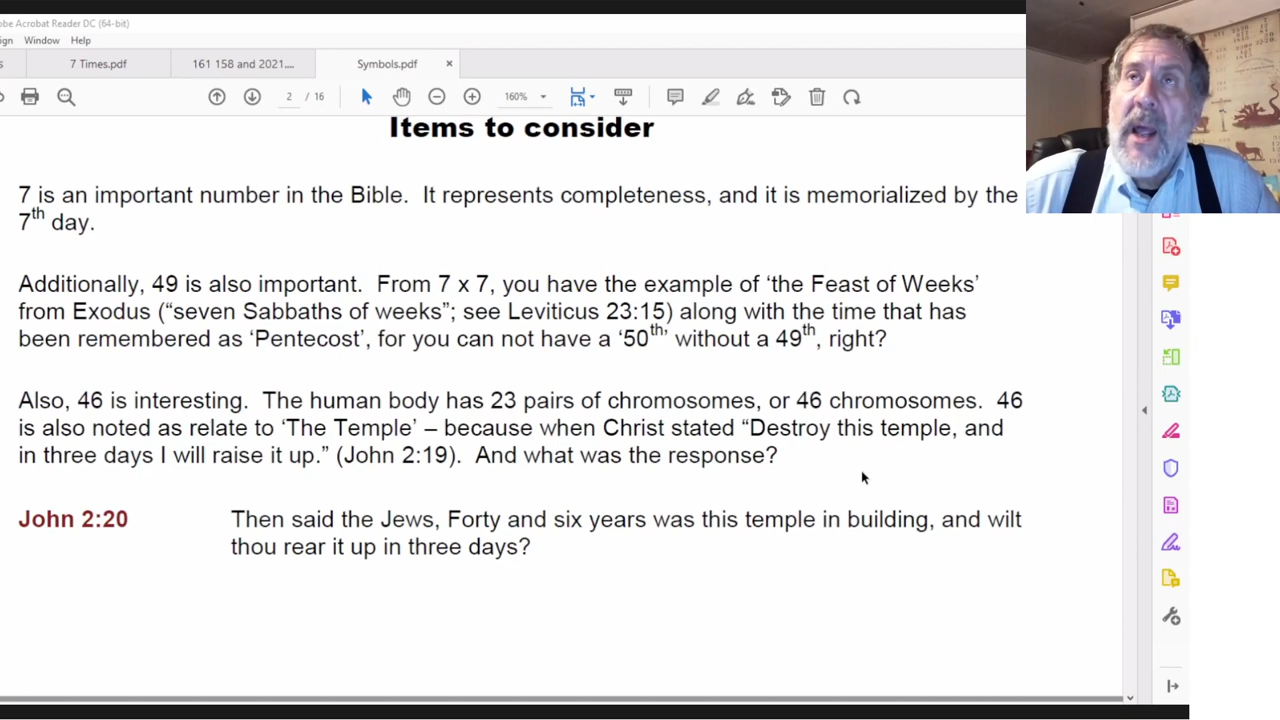 obe Acrobat Reader DC (64-bit)
ign Window Help
s 7 Times.pdf 161 158 and 2021.... Symbols.pdf ×
2 / 16 160%
Items to consider
7 is an important number in the Bible. It represents completeness, and it is memorialized by the
7th day.
Additionally, 49 is also important. From 7 x 7, you have the example of ‘the Feast of Weeks’
from Exodus (“seven Sabbaths of weeks”; see Leviticus 23:15) along with the time that has
been remembered as ‘Pentecost’, for you can not have a ‘50th’ without a 49th, right?
Also, 46 is interesting. The human body has 23 pairs of chromosomes, or 46 chromosomes. 46
is also noted as relate to ‘The Temple’ – because when Christ stated “Destroy this temple, and
in three days I will raise it up.” (John 2:19). And what was the response?
John 2:20 Then said the Jews, Forty and six years was this temple in building, and wilt
thou rear it up in three days?